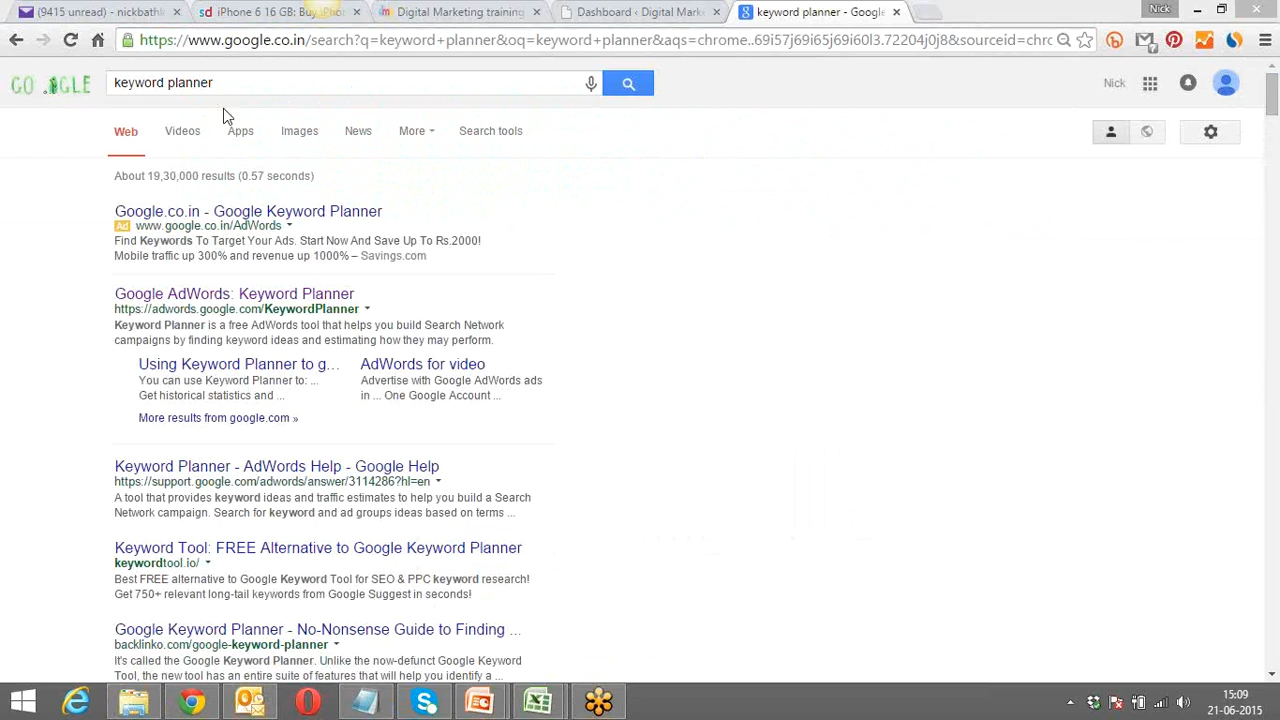 (9415 unread) - nickbathl
iPhone 6 16 GB: Buy iPhon
Digital Marketing training
Dashboard ‹ Digital Mark
keyword planner - Google
Nick
https://www.google.co.in/search?q=keyword+planner&oq=keyword+planner&aqs=chrome..69i57j69i65j69i60l3.72204j0j8&sourceid=chrc
GO GLE
keyword planner
Nick
Web Videos Apps Images News More Search tools
About 19,30,000 results (0.57 seconds)
Google.co.in - Google Keyword Planner
Ad www.google.co.in/AdWords
Find Keywords To Target Your Ads. Start Now And Save Up To Rs.2000!
Mobile traffic up 300% and revenue up 1000% – Savings.com
Google AdWords: Keyword Planner
https://adwords.google.com/KeywordPlanner
Keyword Planner is a free AdWords tool that helps you build Search Network
campaigns by finding keyword ideas and estimating how they may perform.
Using Keyword Planner to g...
You can use Keyword Planner to: ...
Get historical statistics and ...
AdWords for video
Advertise with Google AdWords ads
in ... One Google Account ...
More results from google.com »
Keyword Planner - AdWords Help - Google Help
https://support.google.com/adwords/answer/3114286?hl=en
A tool that provides keyword ideas and traffic estimates to help you build a Search
Network campaign. Search for keyword and ad groups ideas based on terms ...
Keyword Tool: FREE Alternative to Google Keyword Planner
keywordtool.io/
Best FREE alternative to Google Keyword Tool for SEO & PPC keyword research!
Get 750+ relevant long-tail keywords from Google Suggest in seconds!
Google Keyword Planner - No-Nonsense Guide to Finding ...
backlinko.com/google-keyword-planner
It's called the Google Keyword Planner. Unlike the now-defunct Google Keyword
Tool, the new tool has an entire suite of features that will help you identify a ...
15:09
21-06-2015